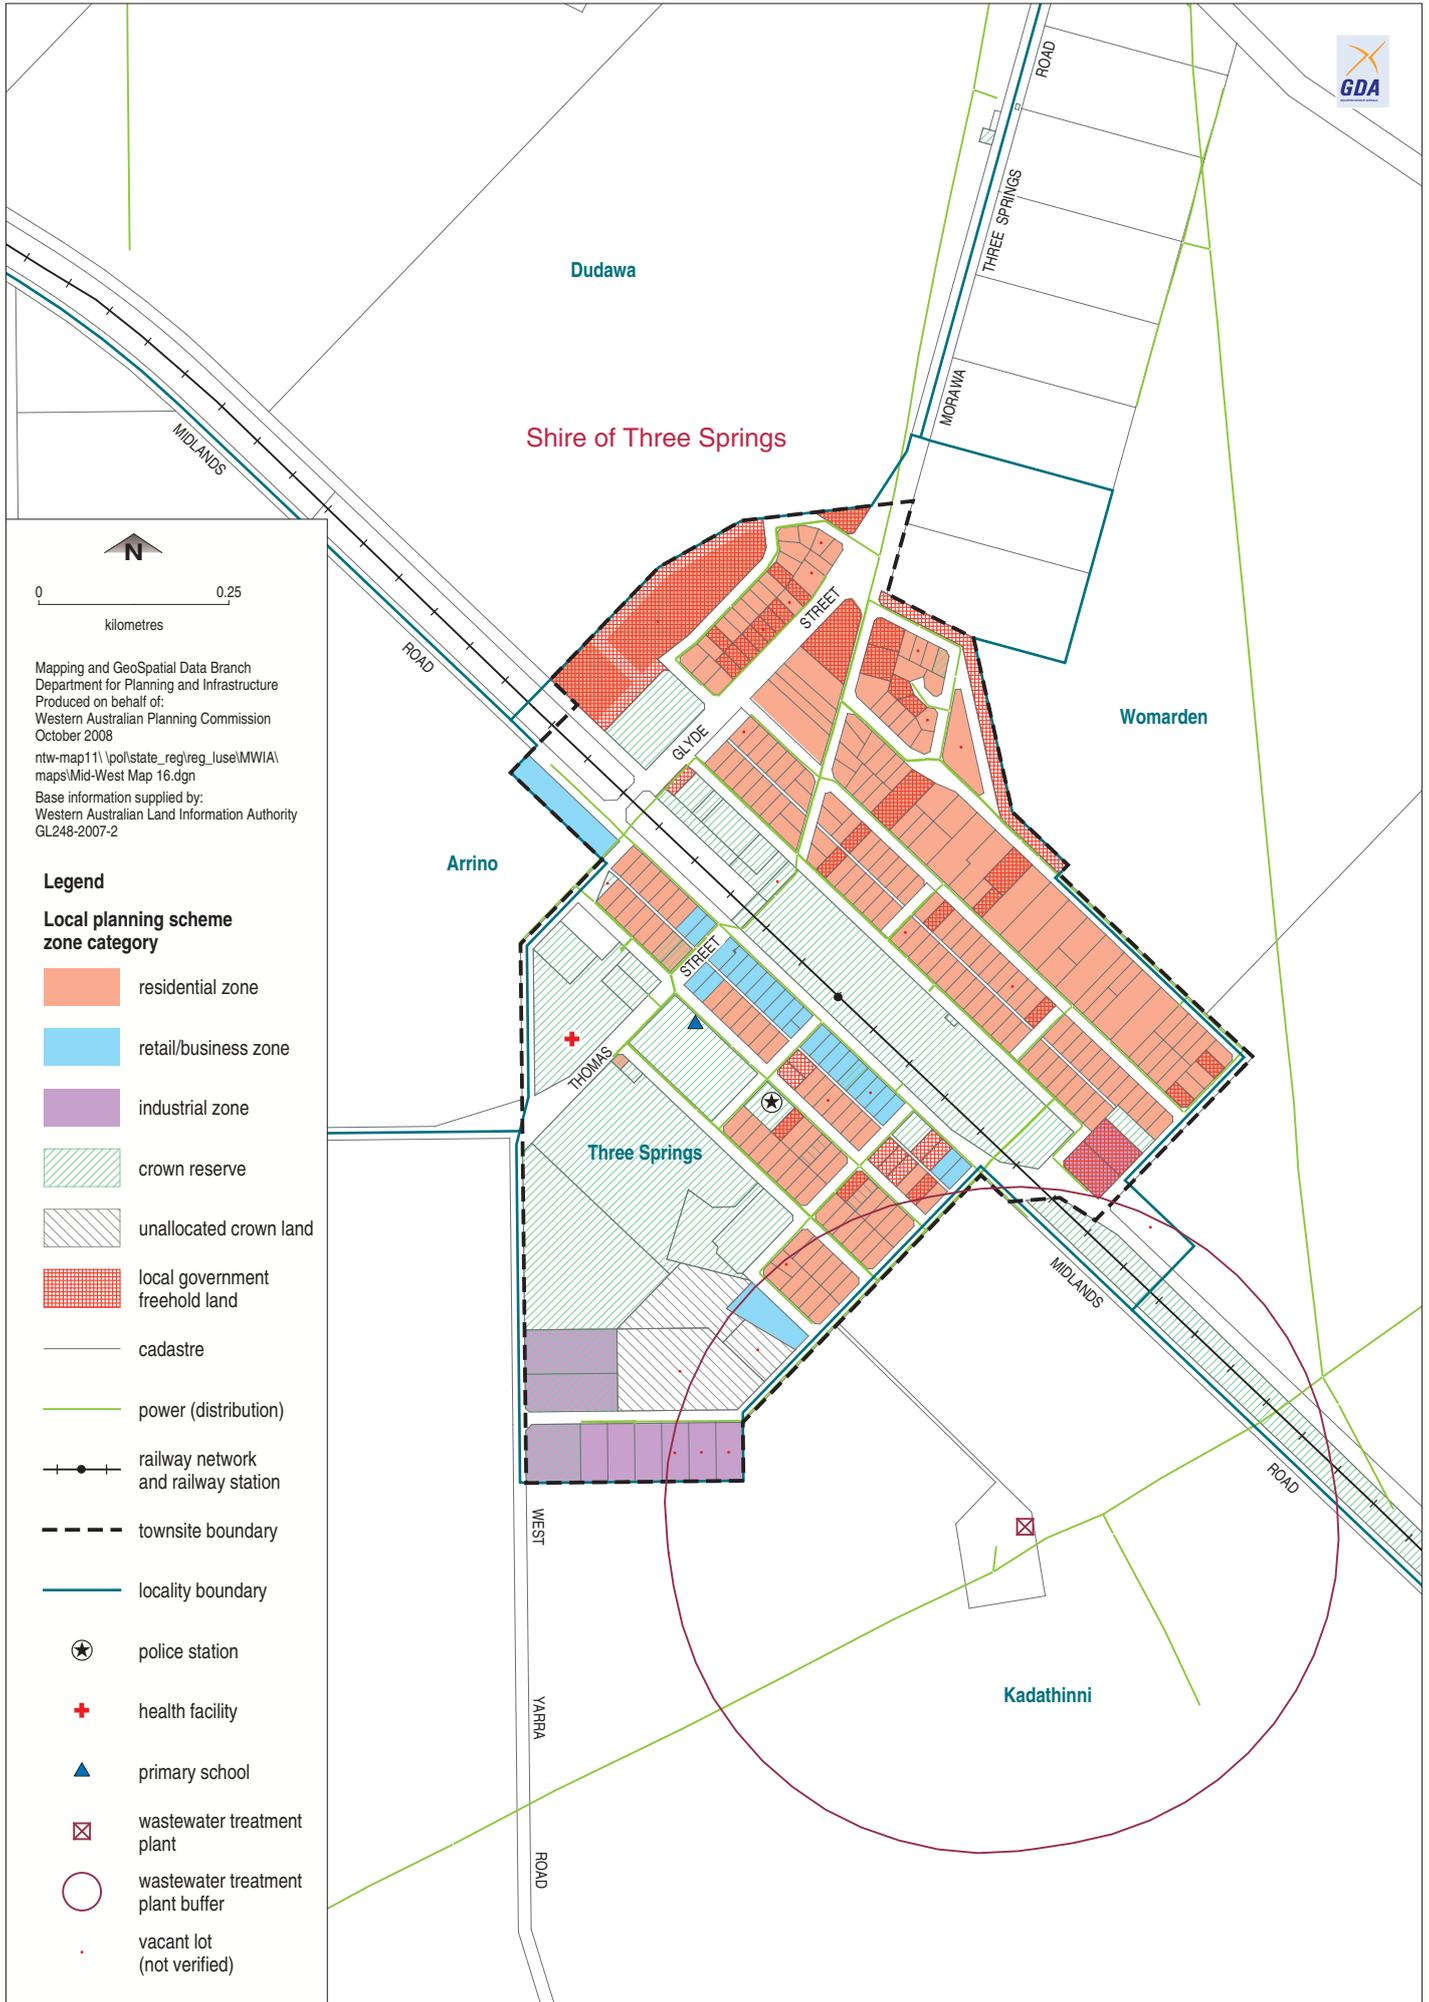 GDA
ROAD
THREE SPRINGS
MORAWA
Dudawa
Shire of Three Springs
MIDLANDS
ROAD
STREET
GLYDE
Womarden
Arrino
STREET
THOMAS
Three Springs
MIDLANDS
ROAD
WEST
YARRA
ROAD
Kadathinni
N
0 0.25
kilometres
Mapping and GeoSpatial Data Branch
Department for Planning and Infrastructure
Produced on behalf of:
Western Australian Planning Commission
October 2008
ntw-map11\ \pol\state_reg\reg_luse\MWIA\
maps\Mid-West Map 16.dgn
Base information supplied by:
Western Australian Land Information Authority
GL248-2007-2
Legend
Local planning scheme
zone category
residential zone
retail/business zone
industrial zone
crown reserve
unallocated crown land
local government
freehold land
cadastre
power (distribution)
railway network
and railway station
townsite boundary
locality boundary
police station
health facility
primary school
wastewater treatment
plant
wastewater treatment
plant buffer
vacant lot
(not verified)